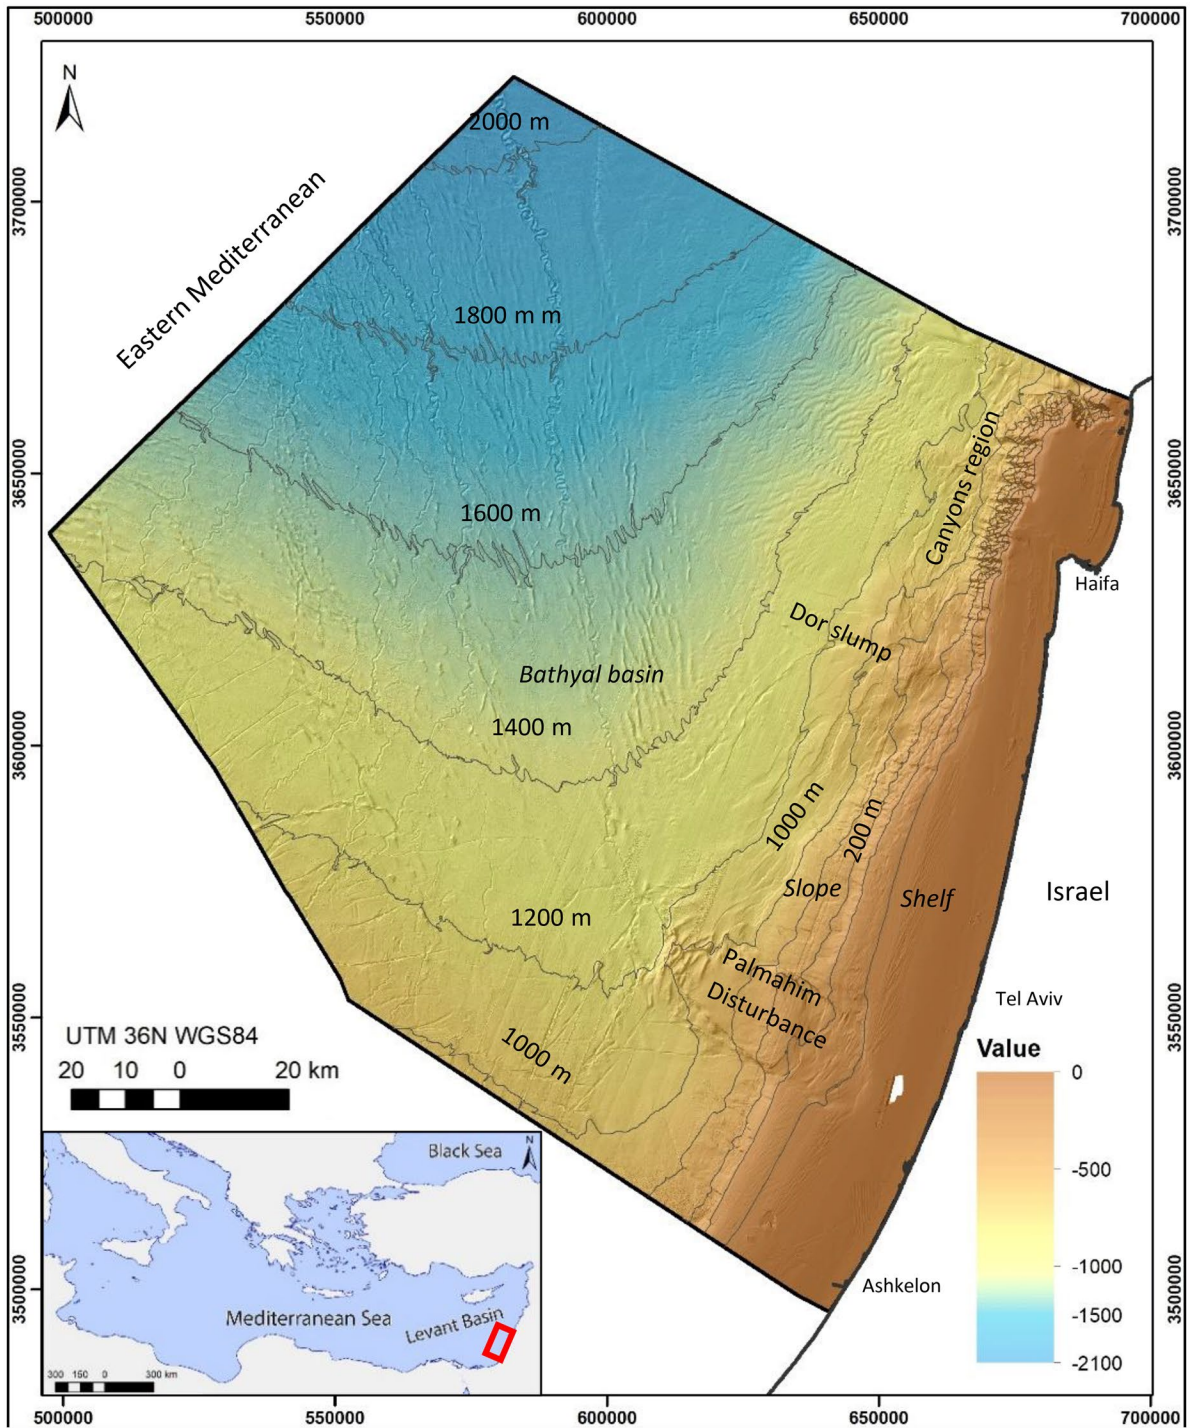 500000 550000 600000 650000 700000
N
2000 m
3700000
3700000
Eastern Mediterranean
1800 m m
3650000
3650000
Canyons region
1600 m
Haifa
Dor slump
Bathyal basin
3600000
3600000
1400 m
1000 m
200 m
Slope
Shelf
Israel
1200 m
Palmahim
Disturbance
Tel Aviv
3550000
3550000
UTM 36N WGS84
20 10 0 20 km
1000 m
Value
0
-500
-1000
-1500
-2100
Ashkelon
3500000
3500000
Black Sea
N
Mediterranean Sea
Levant Basin
300 150 0 300 km
500000 550000 600000 650000 700000